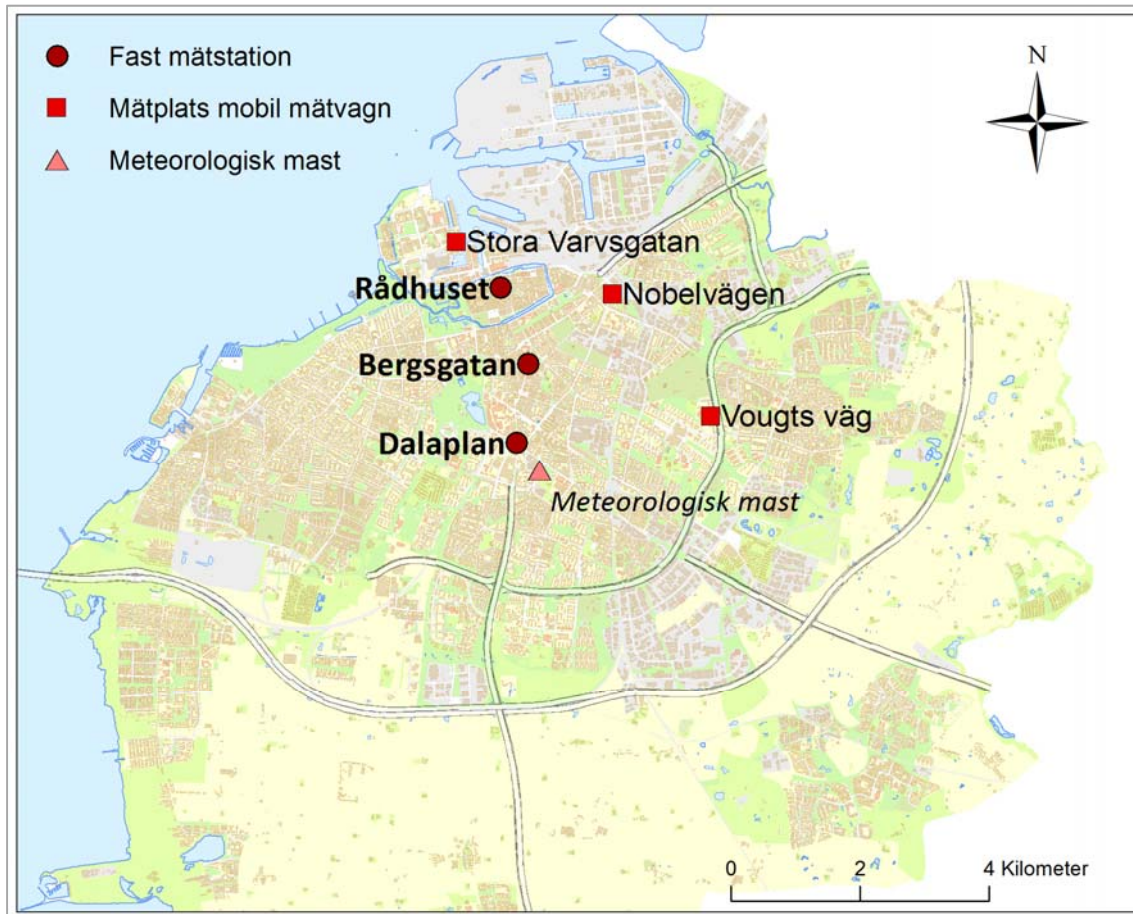 Fast mätstation
Mätplats mobil mätvagn
Meteorologisk mast
N
Stora Varvsgatan
Rådhuset
Nobelvägen
Bergsgatan
Vougts väg
Dalaplan
Meteorologisk mast
0 2 4 Kilometer